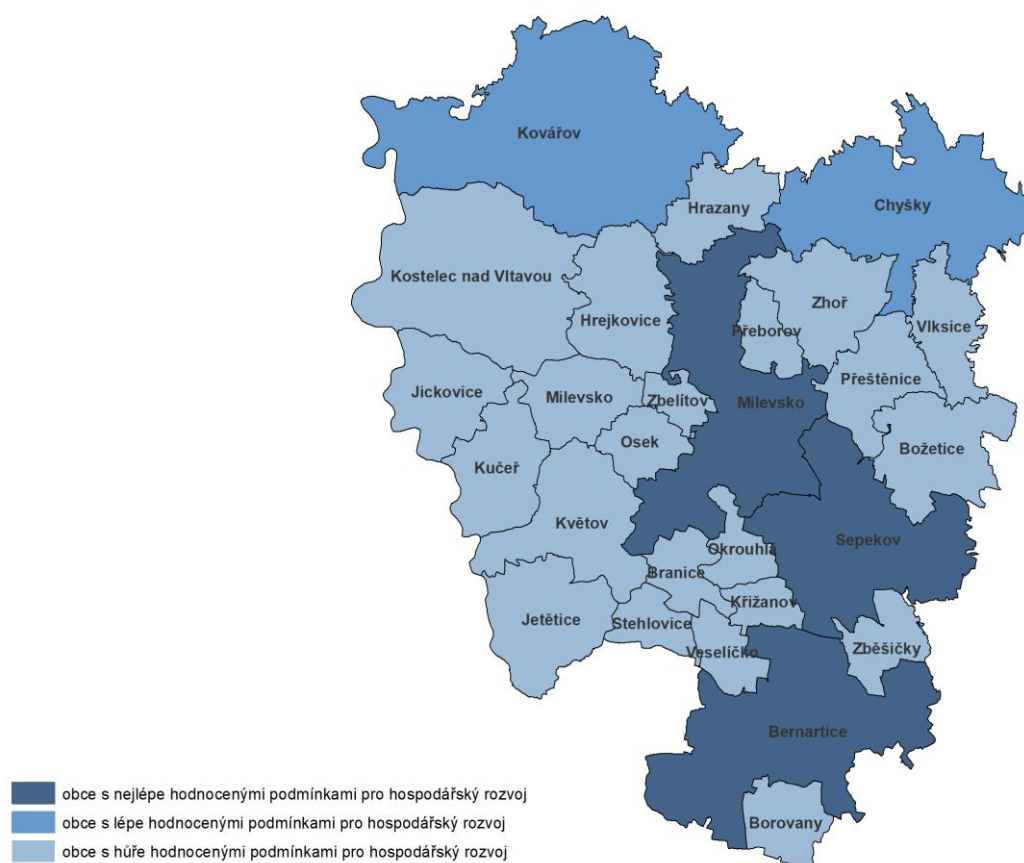 Kovářov
Hrazany
Chyšky
Kostelec nad Vltavou
Hrejkovice
Zhoř
Přeborov
Vlksice
Přeštěnice
Jickovice
Milevsko
Zbelítov
Milevsko
Osek
Božetice
Kučeř
Květov
Sepekov
Okrouhlá
Branice
Křižanov
Jetětice
Stehlovice
Veselíčko
Zběšičky
Bernartice
Borovany
obce s nejlépe hodnocenými podmínkami pro hospodářský rozvoj
obce s lépe hodnocenými podmínkami pro hospodářský rozvoj
obce s hůře hodnocenými podmínkami pro hospodářský rozvoj